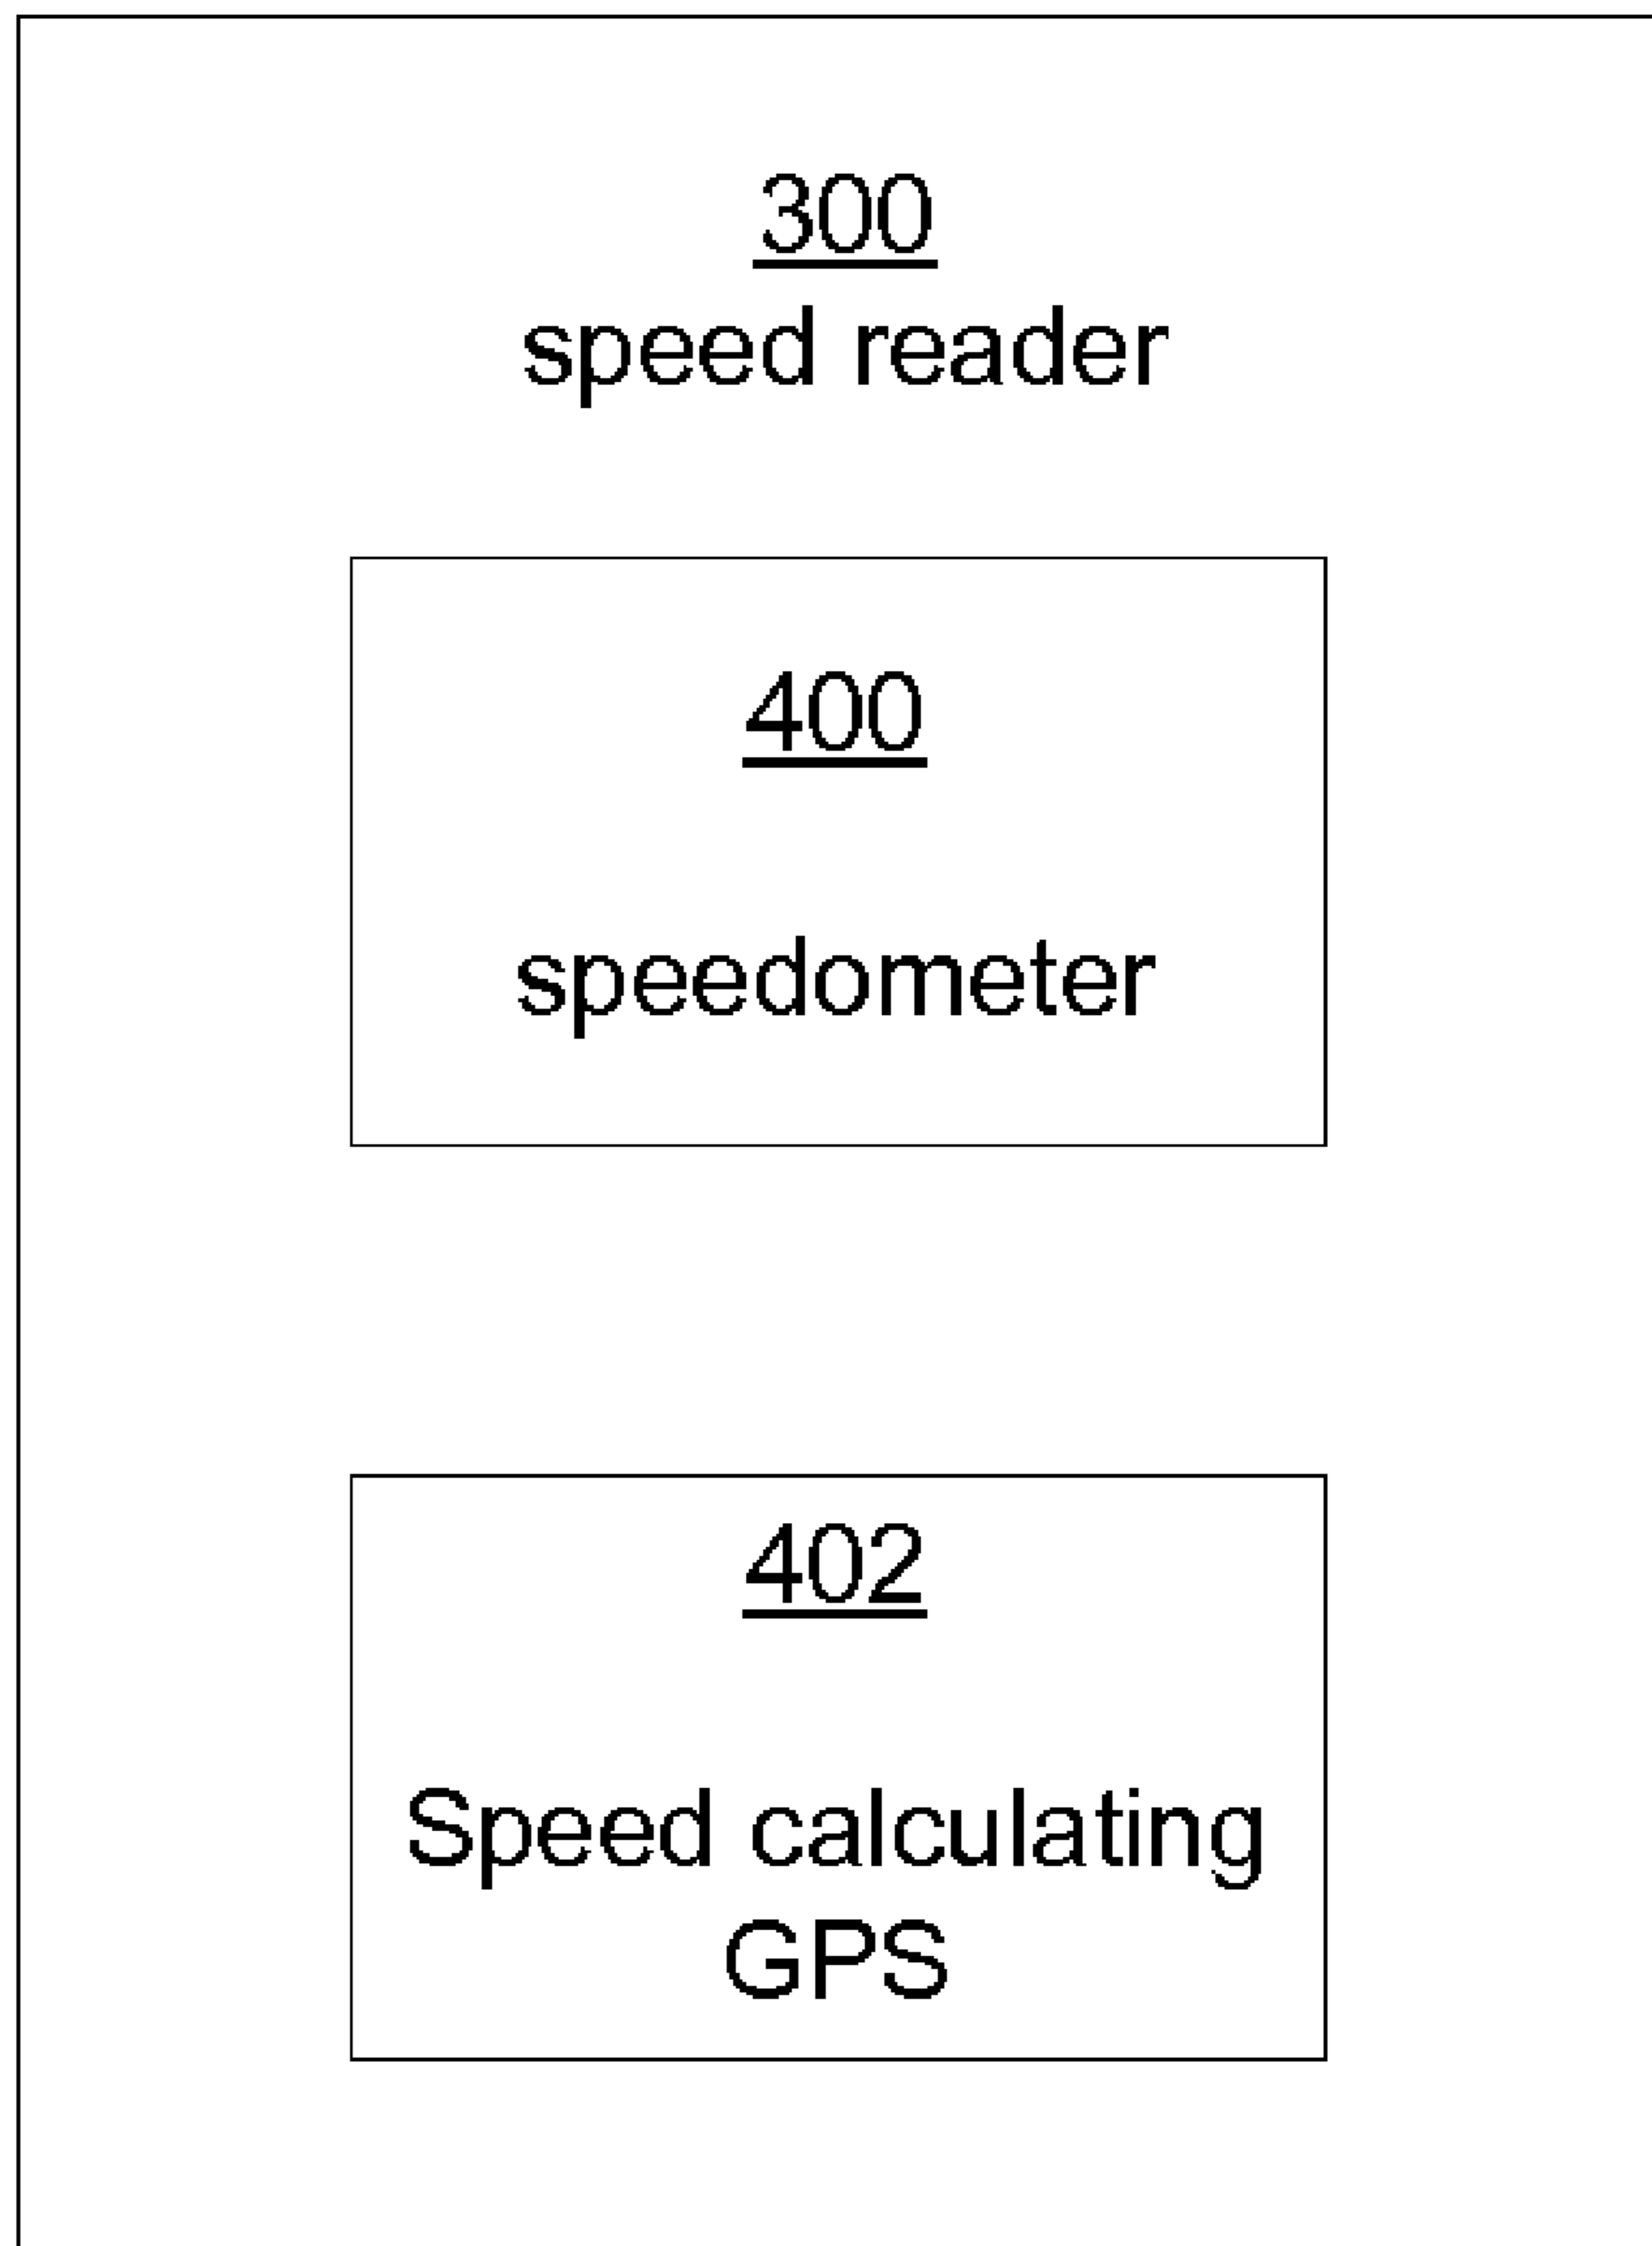 300
speed reader
400
speedometer
402
Speed calculating
GPS